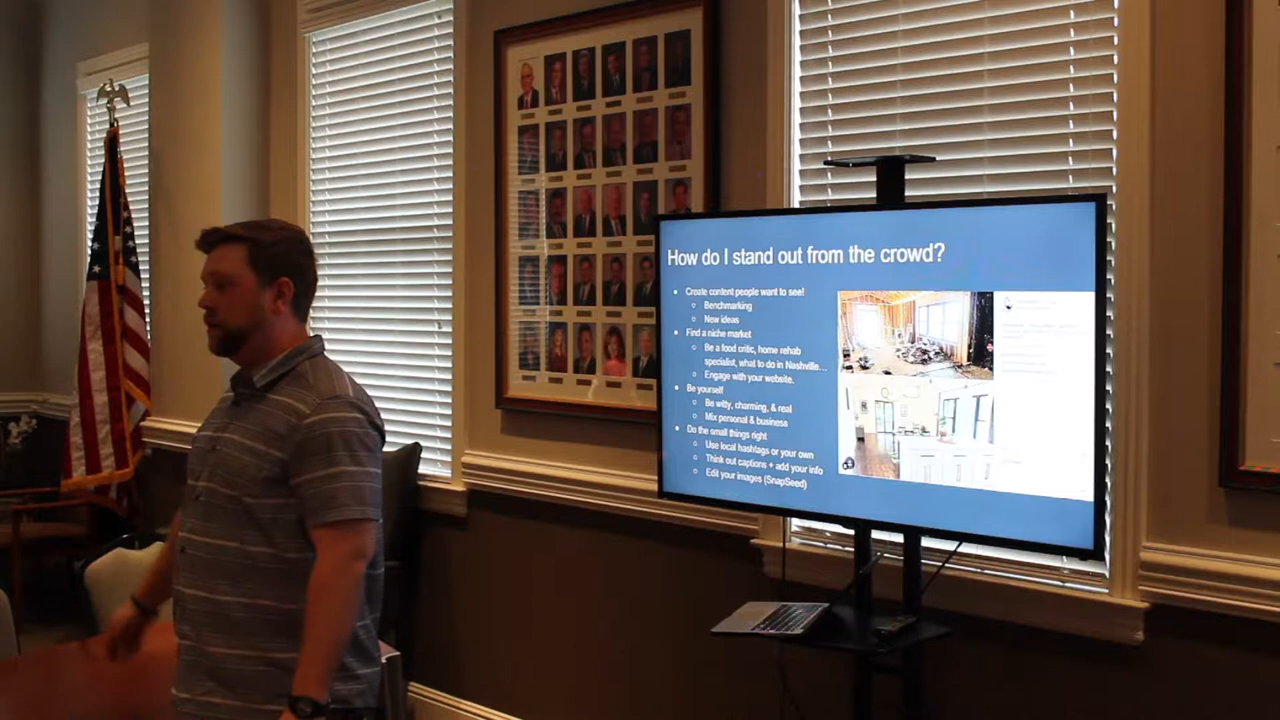 How do I stand out from the crowd?
Create content people want to see!
Benchmarking
New ideas
Find a niche market
Be a food critic, home rehab
specialist, what to do in Nashville...
Engage with your website.
Be yourself!
Be witty, charming, & real
Mix personal & business
Do the small things right
Use local hashtags or your own
Think out captions + add your info
Edit your images (SnapSeed)